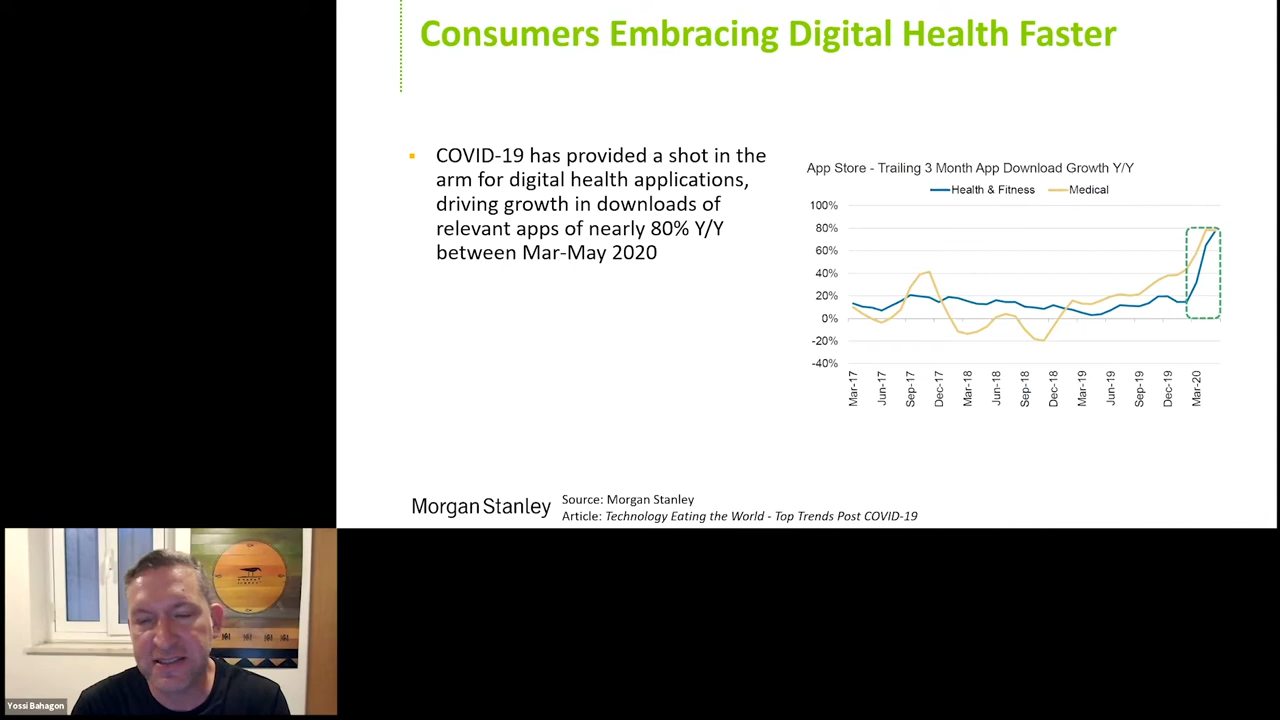 Consumers Embracing Digital Health Faster
▪ COVID-19 has provided a shot in the
arm for digital health applications,
driving growth in downloads of
relevant apps of nearly 80% Y/Y
between Mar-May 2020
App Store - Trailing 3 Month App Download Growth Y/Y
Health & Fitness Medical
100%
80%
60%
40%
20%
0%
-20%
-40%
Mar-17
Jun-17
Sep-17
Dec-17
Mar-18
Jun-18
Sep-18
Dec-18
Mar-19
Jun-19
Sep-19
Dec-19
Mar-20
Morgan Stanley
Source: Morgan Stanley
Article: Technology Eating the World - Top Trends Post COVID-19
Yossi Bahagon